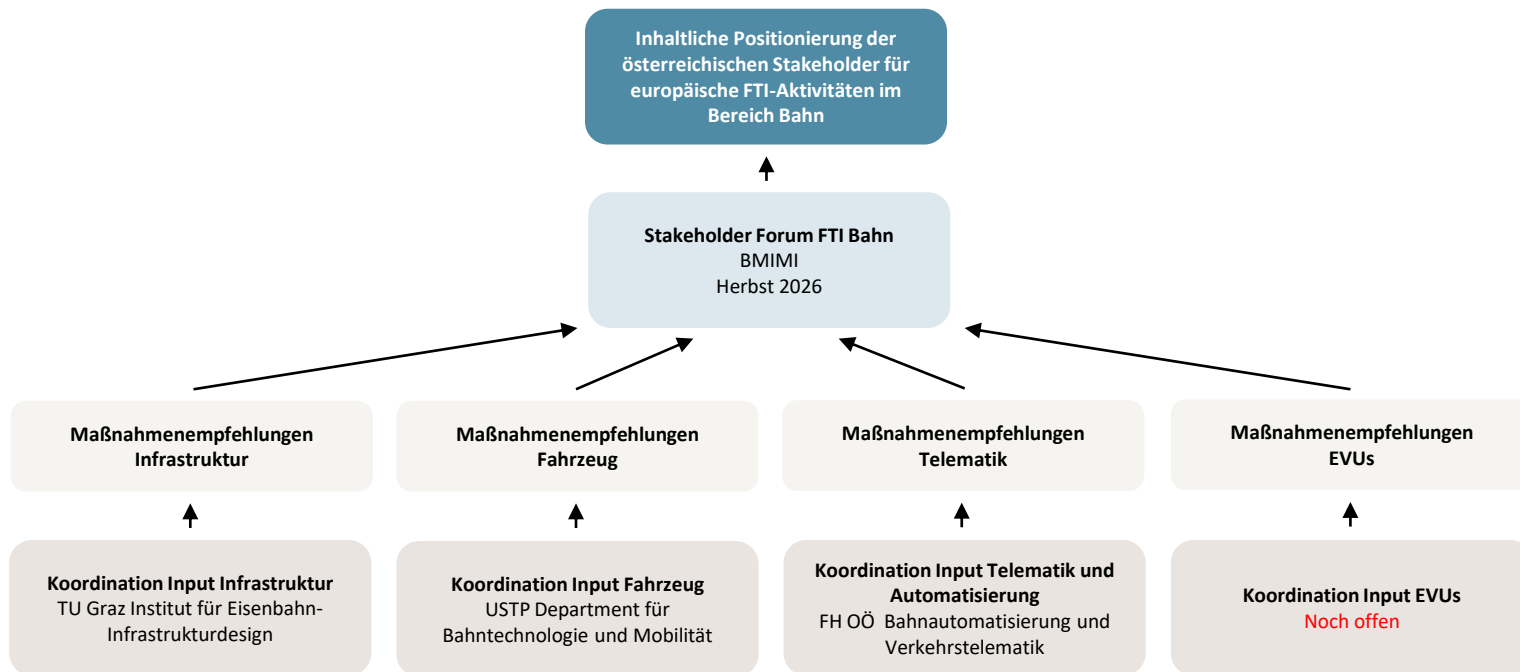 Inhaltliche Positionierung der
österreichischen Stakeholder für
europäische FTI-Aktivitäten im
Bereich Bahn
Stakeholder Forum FTI Bahn
BMIMI
Herbst 2026
Maßnahmenempfehlungen
Infrastruktur
Maßnahmenempfehlungen
Fahrzeug
Maßnahmenempfehlungen
Telematik
Maßnahmenempfehlungen
EVUs
Koordination Input Infrastruktur
TU Graz Institut für Eisenbahn-
Infrastrukturdesign
Koordination Input Fahrzeug
USTP Department für
Bahntechnologie und Mobilität
Koordination Input Telematik und
Automatisierung
FH OÖ Bahnautomatisierung und
Verkehrstelematik
Koordination Input EVUs
Noch offen